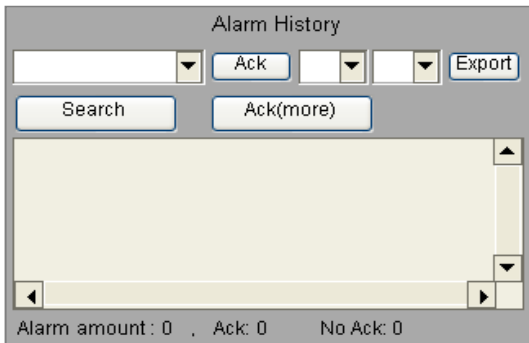 Alarm History
Ack Export
Search Ack(more)
Alarm amount: 0 , Ack: 0 No Ack: 0